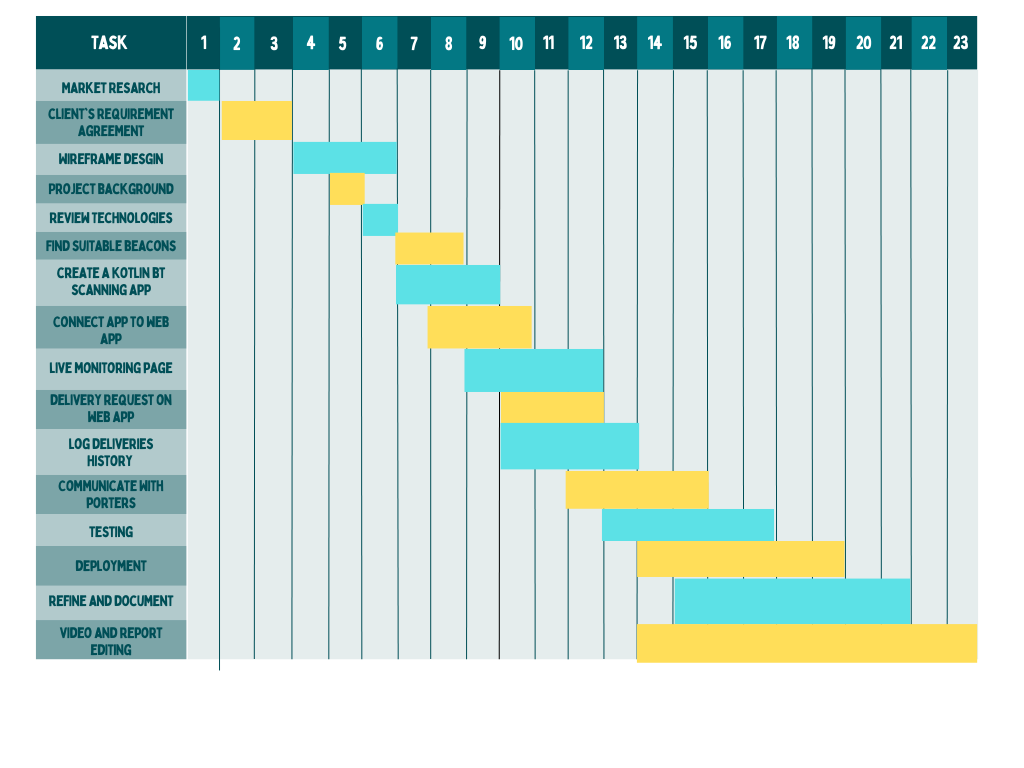 TASK 1 2 3 4 5 6 7 8 9 10 11 12 13 14 15 16 17 18 19 20 21 22 23
MARKET RESARCH
CLIENT'S REQUIREMENT
AGREEMENT
WIREFRAME DESGIN
PROJECT BACKGROUND
REVIEW TECHNOLOGIES
FIND SUITABLE BEACONS
CREATE A KOTLIN BT
SCANNING APP
CONNECT APP TO WEB
APP
LIVE MONITORING PAGE
DELIVERY REQUEST ON
WEB APP
LOG DELIVERIES
HISTORY
COMMUNICATE WITH
PORTERS
TESTING
DEPLOYMENT
REFINE AND DOCUMENT
VIDEO AND REPORT
EDITING